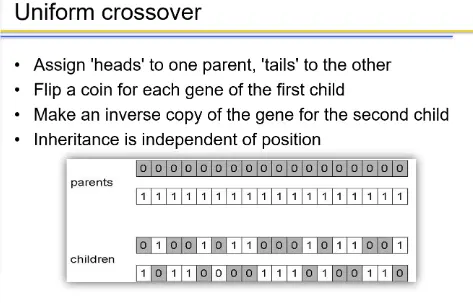 Uniform crossover
• Assign 'heads' to one parent, 'tails' to the other
• Flip a coin for each gene of the first child
• Make an inverse copy of the gene for the second child
• Inheritance is independent of position
0 0 0 0 0 0 0 0 0 0 0 0 0 0 0 0 0 0
parents
1 1 1 1 1 1 1 1 1 1 1 1 1 1 1 1 1 1
0 1 0 0 1 0 1 1 0 0 0 1 0 1 1 0 0 1
children
1 0 1 1 0 0 0 0 1 1 1 0 1 0 0 1 1 0